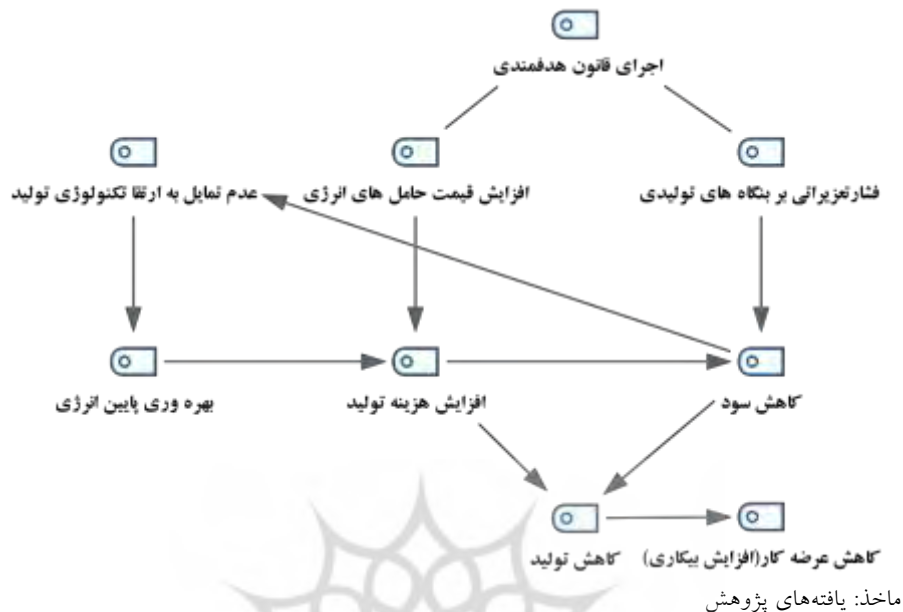 اجرای قانون هدفمندی
فشارتعزیراتی بر بنگاه های تولیدی
افزایش قیمت حامل های انرژی
عدم تمایل به ارتقا تکنولوژی تولید
کاهش سود
افزایش هزینه تولید
بهره وری پایین انرژی
کاهش عرضه کار(افزایش بیکاری)
کاهش تولید
ماخذ: یافته‌های پژوهش